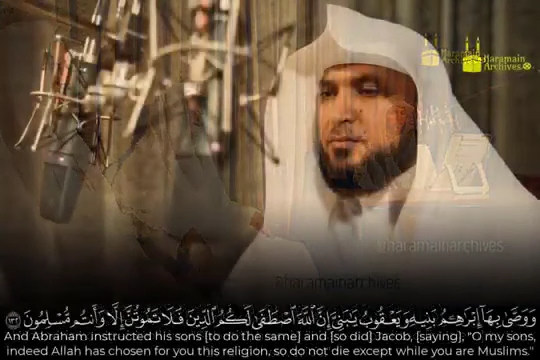 Haramain
Archives
Haramain
Archives
haramainarchives
haramainarchives
وَوَصَّىٰ بِهَآ إِبْرَٰهِـۧمُ بَنِيهِ وَيَعْقُوبُ يَـٰبَنِىَّ إِنَّ ٱللَّهَ ٱصْطَفَىٰ لَكُمُ ٱلدِّينَ فَلَا تَمُوتُنَّ إِلَّا وَأَنتُم مُّسْلِمُونَ ١٣٢
And Abraham instructed his sons [to do the same] and [so did] Jacob, [saying], "O my sons,
indeed Allah has chosen for you this religion, so do not die except while you are Muslims."